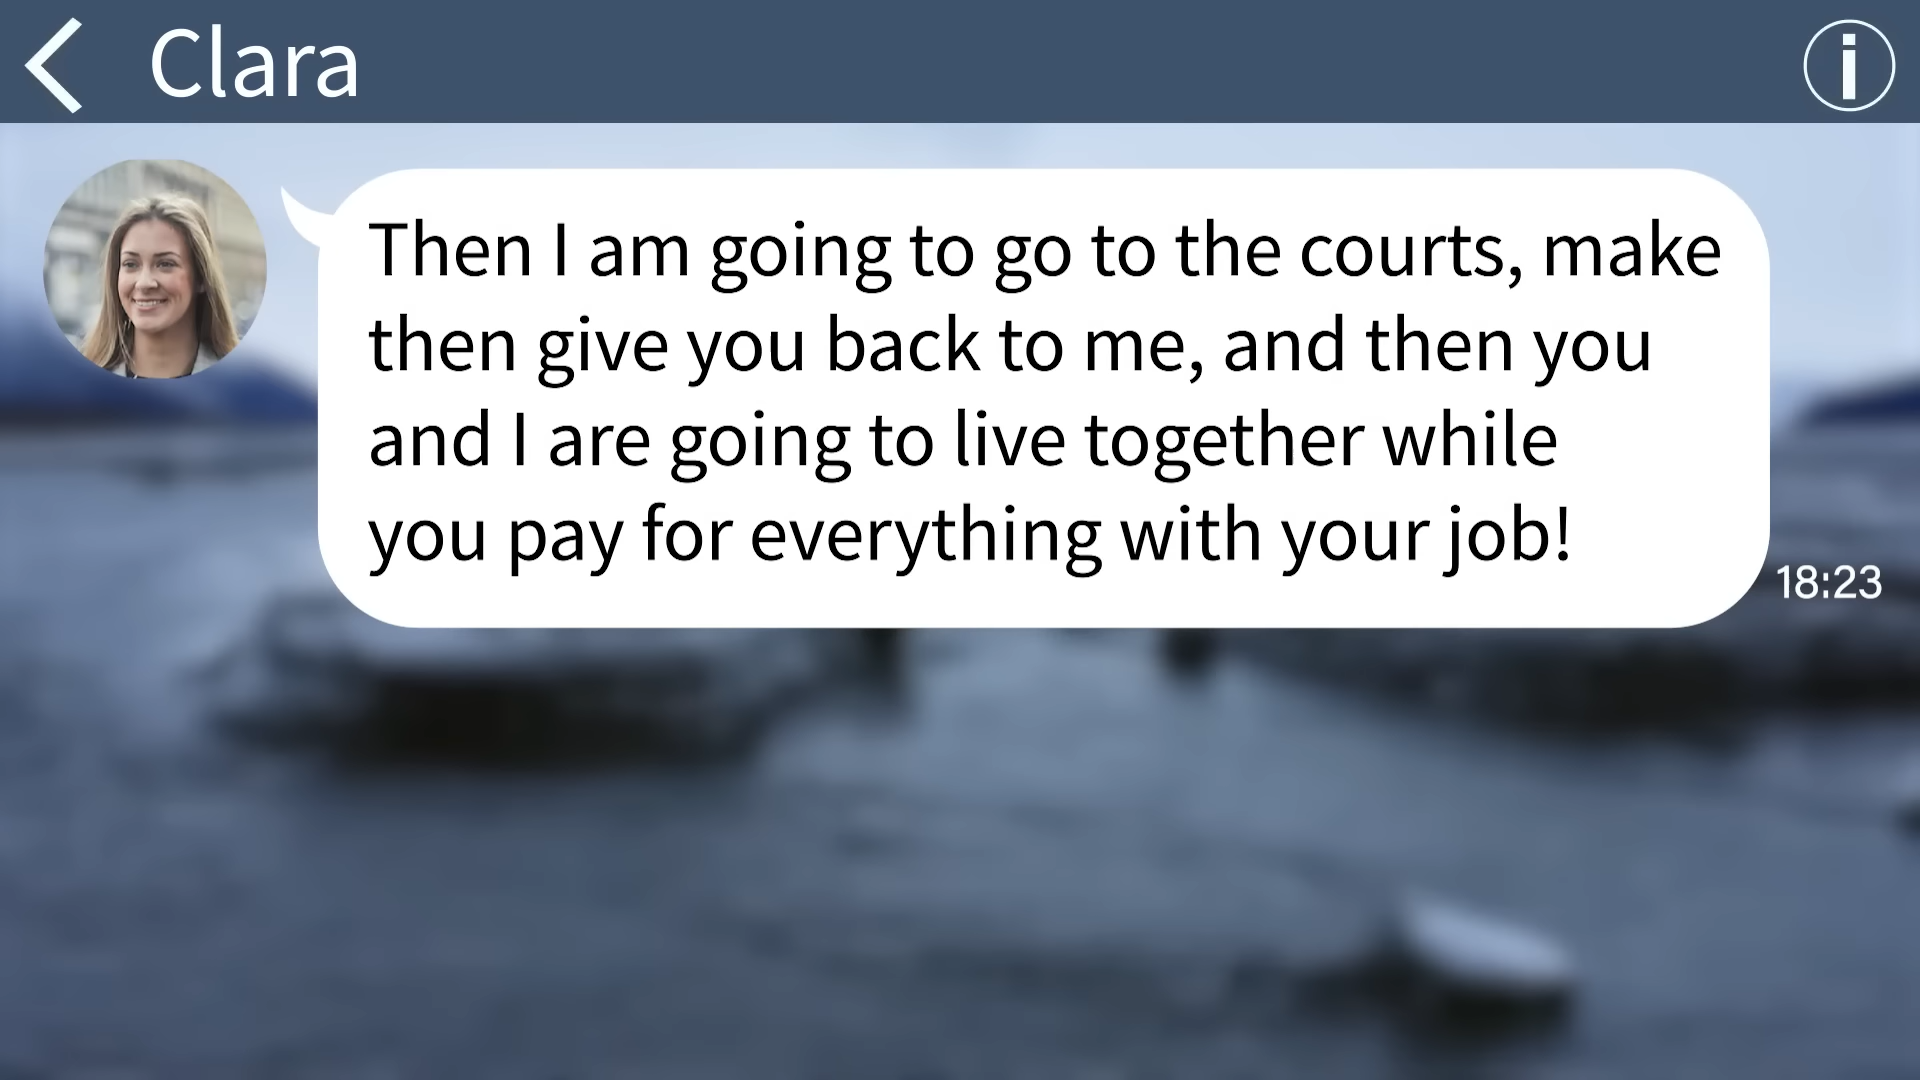 Clara
Then I am going to go to the courts, make
then give you back to me, and then you
and I are going to live together while
you pay for everything with your job!
18:23